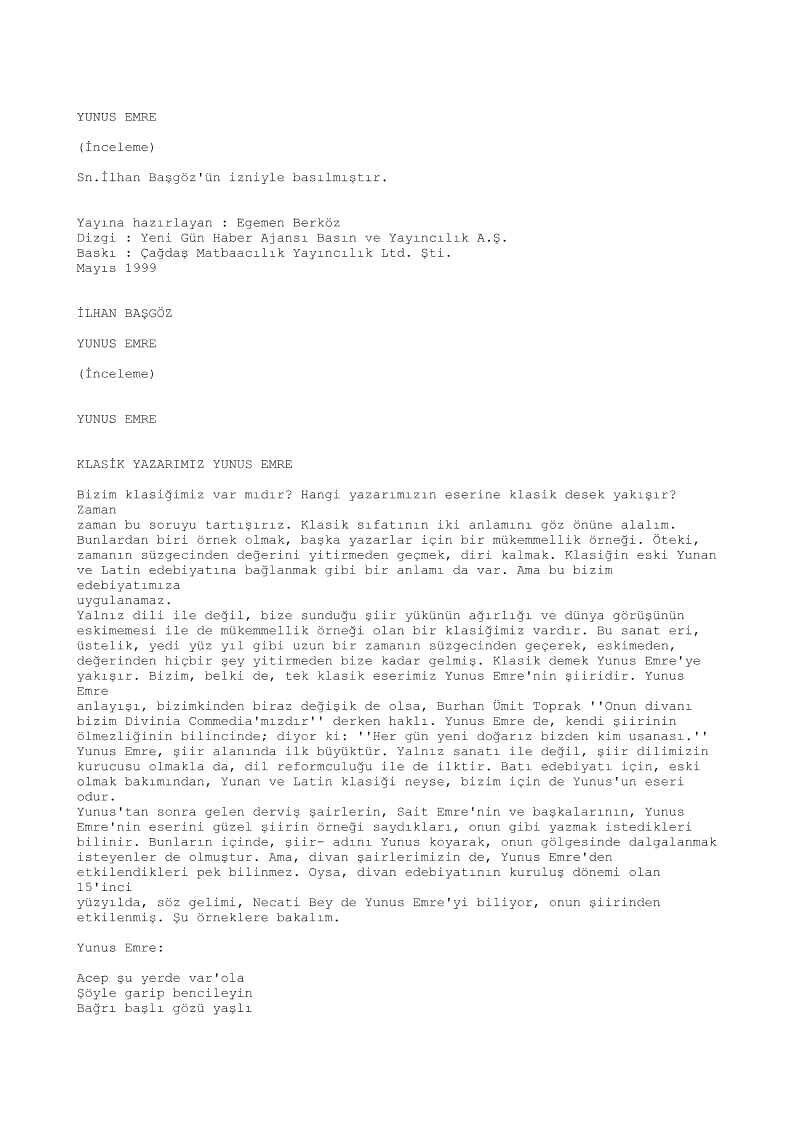 YUNUS EMRE
(İnceleme)
Sn.İlhan Başgöz'ün izniyle basılmıştır.
Yayına hazırlayan : Egemen Berköz
Dizgi : Yeni Gün Haber Ajansı Basın ve Yayıncılık A.Ş.
Baskı : Çağdaş Matbaacılık Yayıncılık Ltd. Şti.
Mayıs 1999
İLHAN BAŞGÖZ
YUNUS EMRE
(İnceleme)
YUNUS EMRE
KLASİK YAZARIMIZ YUNUS EMRE
Bizim klasiğimiz var mıdır? Hangi yazarımızın eserine klasik desek yakışır?
Zaman
zaman bu soruyu tartışırız. Klasik sıfatının iki anlamını göz önüne alalım.
Bunlardan biri örnek olmak, başka yazarlar için bir mükemmellik örneği. Öteki,
zamanın süzgecinden değerini yitirmeden geçmek, diri kalmak. Klasiğin eski Yunan
ve Latin edebiyatına bağlanmak gibi bir anlamı da var. Ama bu bizim
edebiyatımıza
uygulanamaz.
Yalnız dili ile değil, bize sunduğu şiir yükünün ağırlığı ve dünya görüşünün
eskimemesi ile de mükemmellik örneği olan bir klasiğimiz vardır. Bu sanat eri,
üstelik, yedi yüz yıl gibi uzun bir zamanın süzgecinden geçerek, eskimeden,
değerinden hiçbir şey yitirmeden bize kadar gelmiş. Klasik demek Yunus Emre'ye
yakışır. Bizim, belki de, tek klasik eserimiz Yunus Emre'nin şiiridir. Yunus
Emre
anlayışı, bizimkinden biraz değişik de olsa, Burhan Ümit Toprak ''Onun divanı
bizim Divinia Commedia'mızdır'' derken haklı. Yunus Emre de, kendi şiirinin
ölmezliğinin bilincinde; diyor ki: ''Her gün yeni doğarız bizden kim usanası.''
Yunus Emre, şiir alanında ilk büyüktür. Yalnız sanatı ile değil, şiir dilimizin
kurucusu olmakla da, dil reformculuğu ile de ilktir. Batı edebiyatı için, eski
olmak bakımından, Yunan ve Latin klasiği neyse, bizim için de Yunus'un eseri
odur.
Yunus'tan sonra gelen derviş şairlerin, Sait Emre'nin ve başkalarının, Yunus
Emre'nin eserini güzel şiirin örneği saydıkları, onun gibi yazmak istedikleri
bilinir. Bunların içinde, şiir- adını Yunus koyarak, onun gölgesinde dalgalanmak
isteyenler de olmuştur. Ama, divan şairlerimizin de, Yunus Emre'den
etkilendikleri pek bilinmez. Oysa, divan edebiyatının kuruluş dönemi olan
15'inci
yüzyılda, söz gelimi, Necati Bey de Yunus Emre'yi biliyor, onun şiirinden
etkilenmiş. Şu örneklere bakalım.
Yunus Emre:
Acep şu yerde var'ola
Şöyle garip bencileyin
Bağrı başlı gözü yaşlı